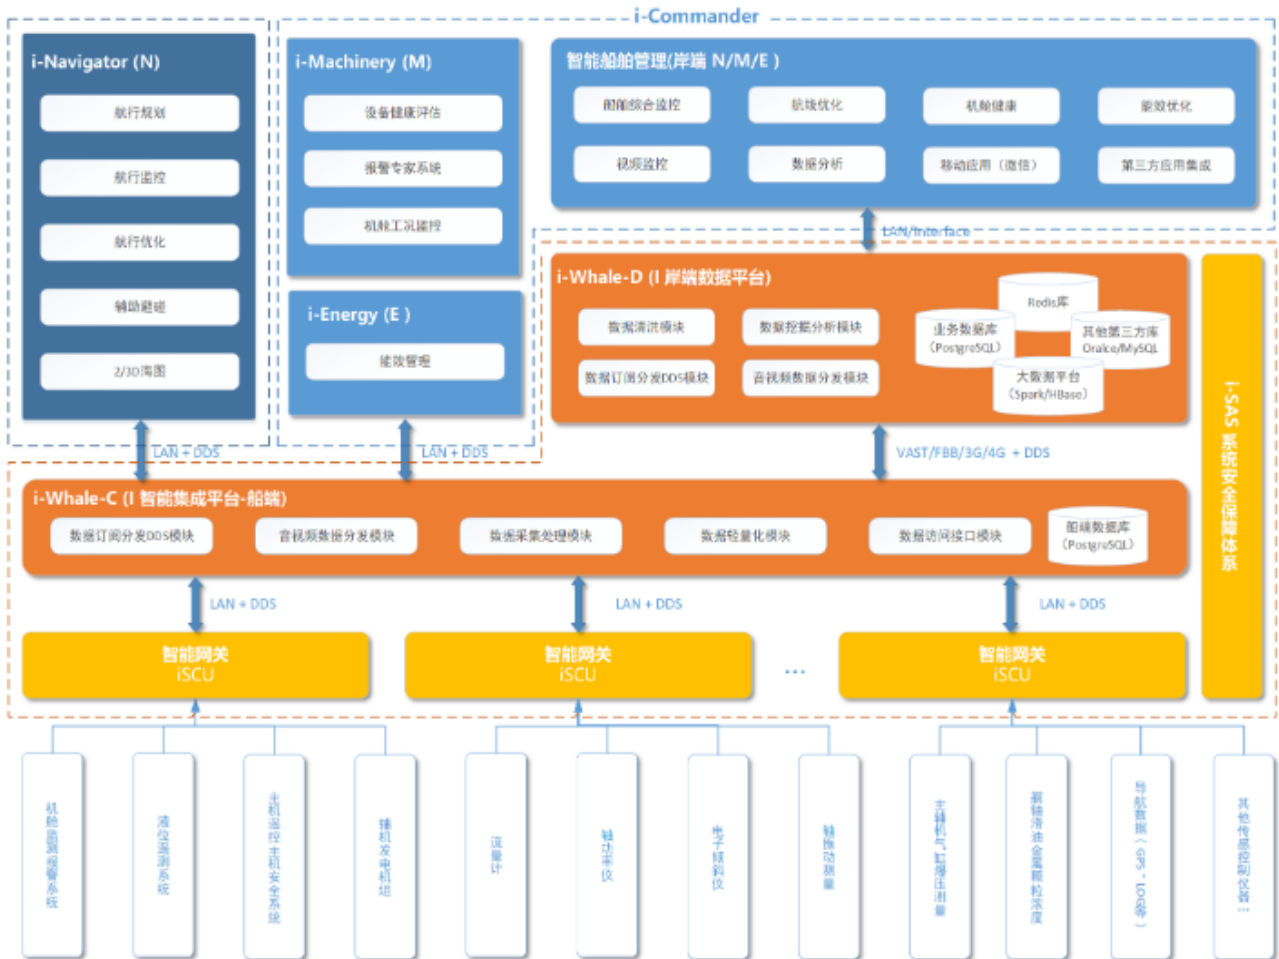 i-Commander
i-Navigator (N)
航行规划
航行监控
航行优化
辅助避碰
2/3D海图
i-Machinery (M)
设备健康评估
报警专家系统
机舱工况监控
i-Energy (E )
能效管理
智能船舶管理(岸端 N/M/E )
船舶综合监控
航线优化
机舱健康
能效优化
视频监控
数据分析
移动应用（微信）
第三方应用集成
LAN/Interface
i-Whale-D (I 岸端数据平台)
数据清洗模块
数据挖掘分析模块
数据订阅分发DDS模块
音视频数据分发模块
Redis库
业务数据库
（PostgreSQL）
其他第三方库
Oralce/MySQL
大数据平台
（Spark/HBase）
i-SAS 系统安全保障体系
LAN + DDS
LAN + DDS
VAST/FBB/3G/4G + DDS
i-Whale-C (I 智能集成平台-船端)
数据订阅分发DDS模块
音视频数据分发模块
数据采集处理模块
数据轻量化模块
数据访问接口模块
船端数据库
（PostgreSQL）
LAN + DDS
LAN + DDS
LAN + DDS
智能网关
iSCU
智能网关
iSCU
...
智能网关
iSCU
机舱监测报警系统
液位遥测系统
主机遥控主机安全系统
辅机发电机组
流量计
轴功率仪
电子倾斜仪
轴振动测量
主辅机气缸爆压测量
艉轴滑油金属颗粒浓度
导航数据（GPS、LOG等）
其他传感控制仪器...